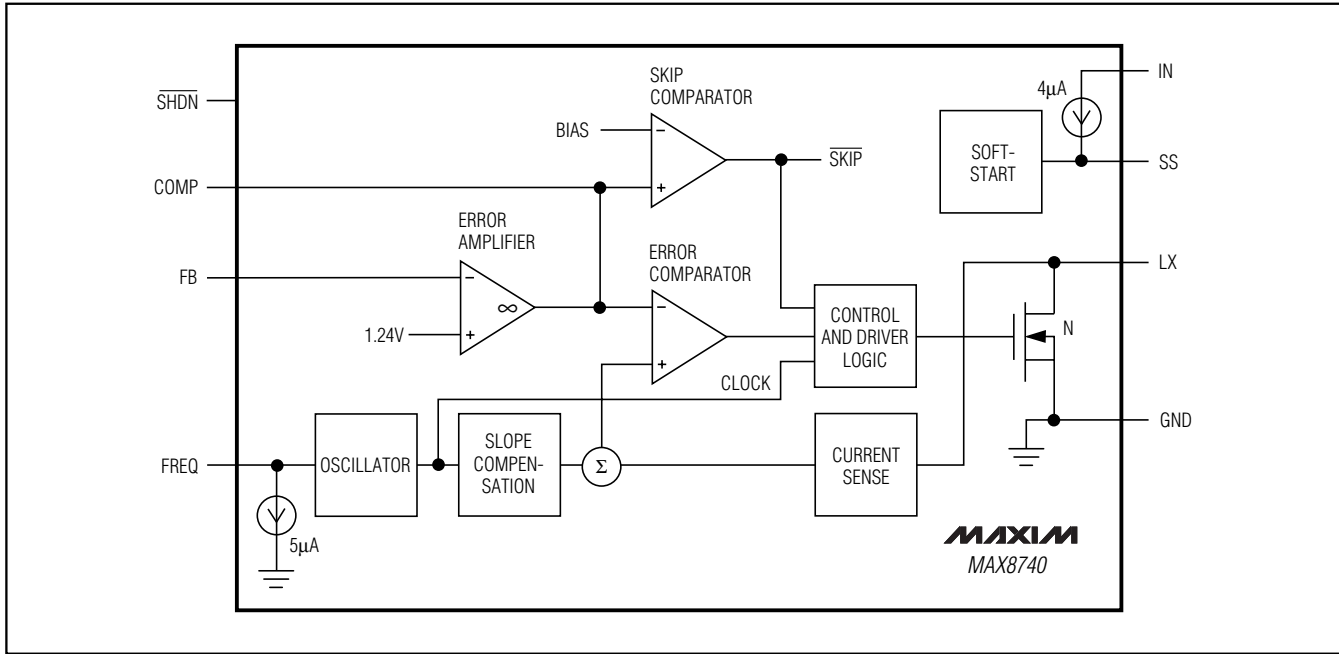 SKIP
COMPARATOR
IN
SHDN
4µA
BIAS
−
SOFT-
START
SKIP
SS
COMP
+
ERROR
AMPLIFIER
ERROR
COMPARATOR
FB
−
∞
−
LX
1.24V
+
+
CONTROL
AND DRIVER
LOGIC
N
CLOCK
GND
FREQ
OSCILLATOR
SLOPE
COMPEN-
SATION
Σ
CURRENT
SENSE
5µA
MAXIM
MAX8740